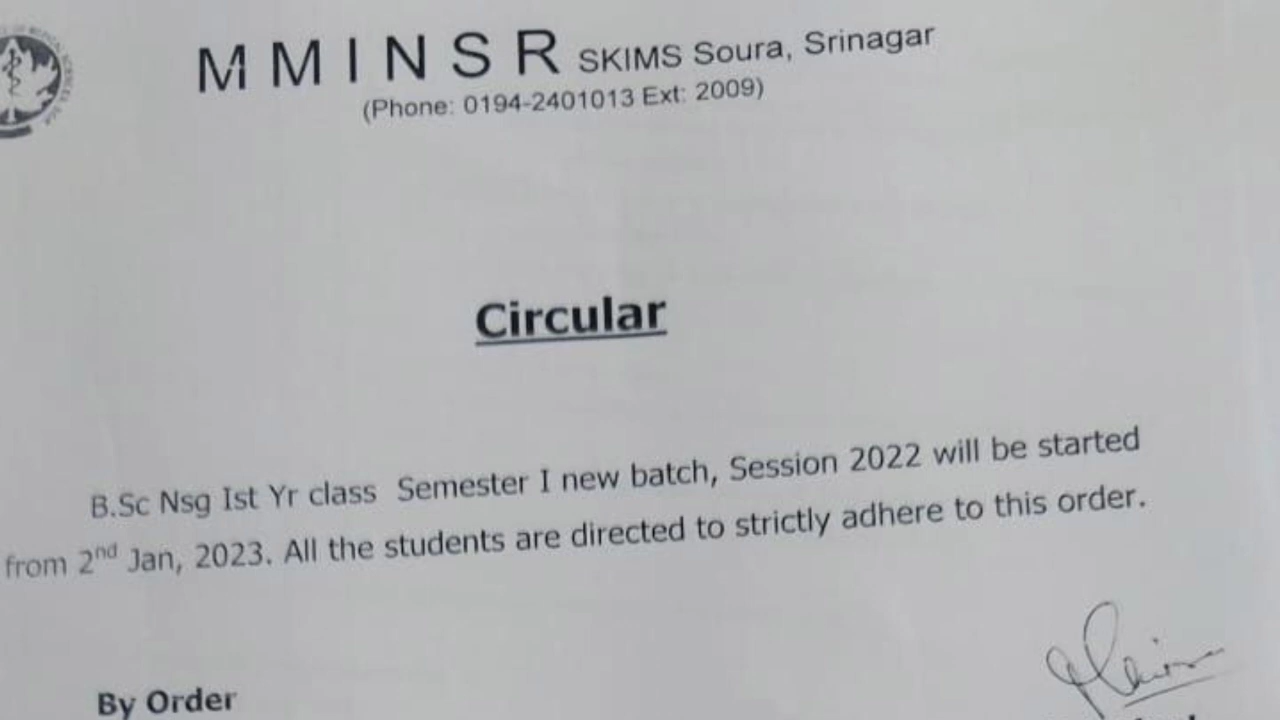 M M I N S R SKIMS Soura, Srinagar
(Phone: 0194-2401013 Ext: 2009)
Circular
B.Sc Nsg Ist Yr class Semester I new batch, Session 2022 will be started
from 2nd Jan, 2023. All the students are directed to strictly adhere to this order.
By Order